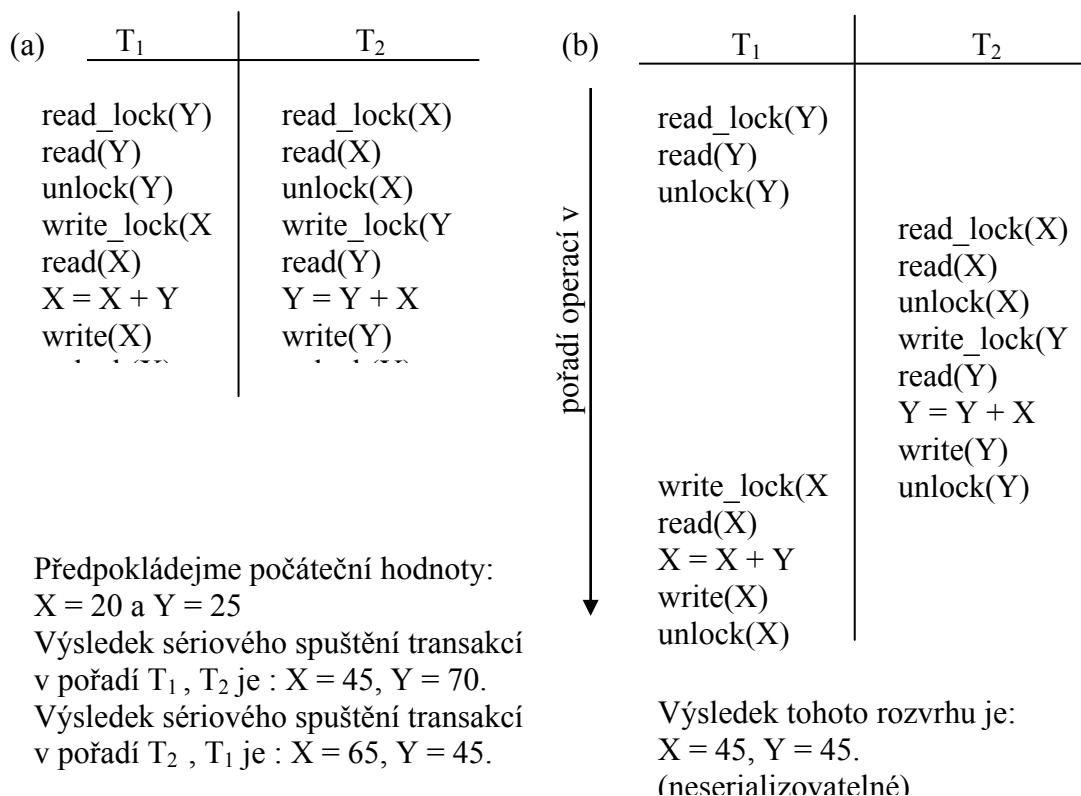 (a) T1 T2
read_lock(Y) read_lock(X)
read(Y) read(X)
unlock(Y) unlock(X)
write_lock(X write_lock(Y
read(X) read(Y)
X = X + Y Y = Y + X
write(X) write(Y)
Předpokládejme počáteční hodnoty:
X = 20 a Y = 25
Výsledek sériového spuštění transakcí
v pořadí T1 , T2 je : X = 45, Y = 70.
Výsledek sériového spuštění transakcí
v pořadí T2 , T1 je : X = 65, Y = 45.
(b) T1 T2
pořadí operací v
read_lock(Y)
read(Y)
unlock(Y)
read_lock(X)
read(X)
unlock(X)
write_lock(Y
read(Y)
Y = Y + X
write(Y)
write_lock(X unlock(Y)
read(X)
X = X + Y
write(X)
unlock(X)
Výsledek tohoto rozvrhu je:
X = 45, Y = 45.
(neserializovatelné)